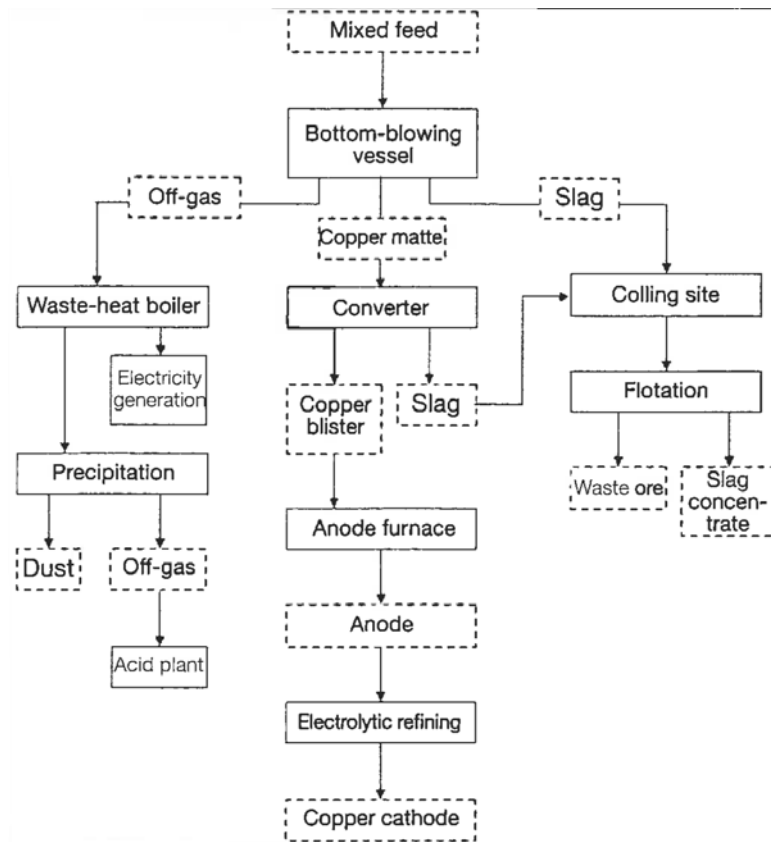 Mixed feed
Bottom-blowing
vessel
Off-gas
Slag
Copper matte
Waste-heat boiler
Converter
Colling site
Electricity
generation
Copper
blister
Slag
Flotation
Precipitation
Waste ore
Slag
concen-
trate
Anode furnace
Dust
Off-gas
Anode
Acid plant
Electrolytic refining
Copper cathode